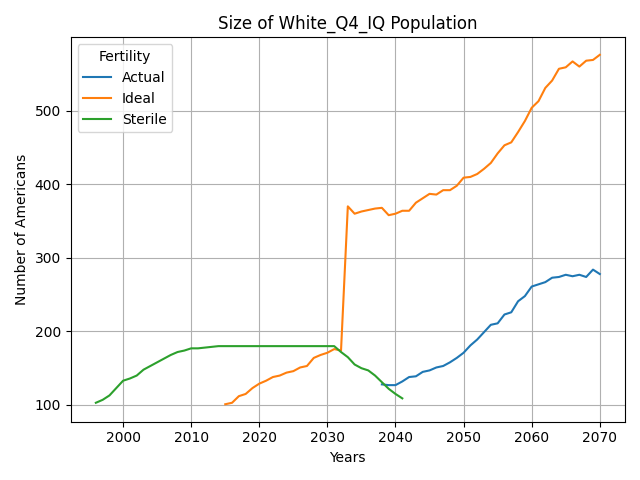 Size of White_Q4_IQ Population
Fertility
Actual
Ideal
Sterile
Number of Americans
500
400
300
200
100
2000 2010 2020 2030 2040 2050 2060 2070
Years